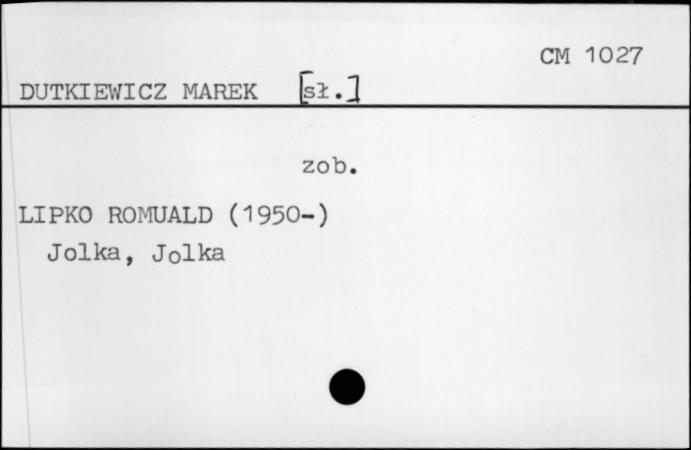 CM 1027
DUTKIEWICZ MAREK [sł.]
zob.
LIPKO ROMUALD (1950-)
Jolka, Jolka